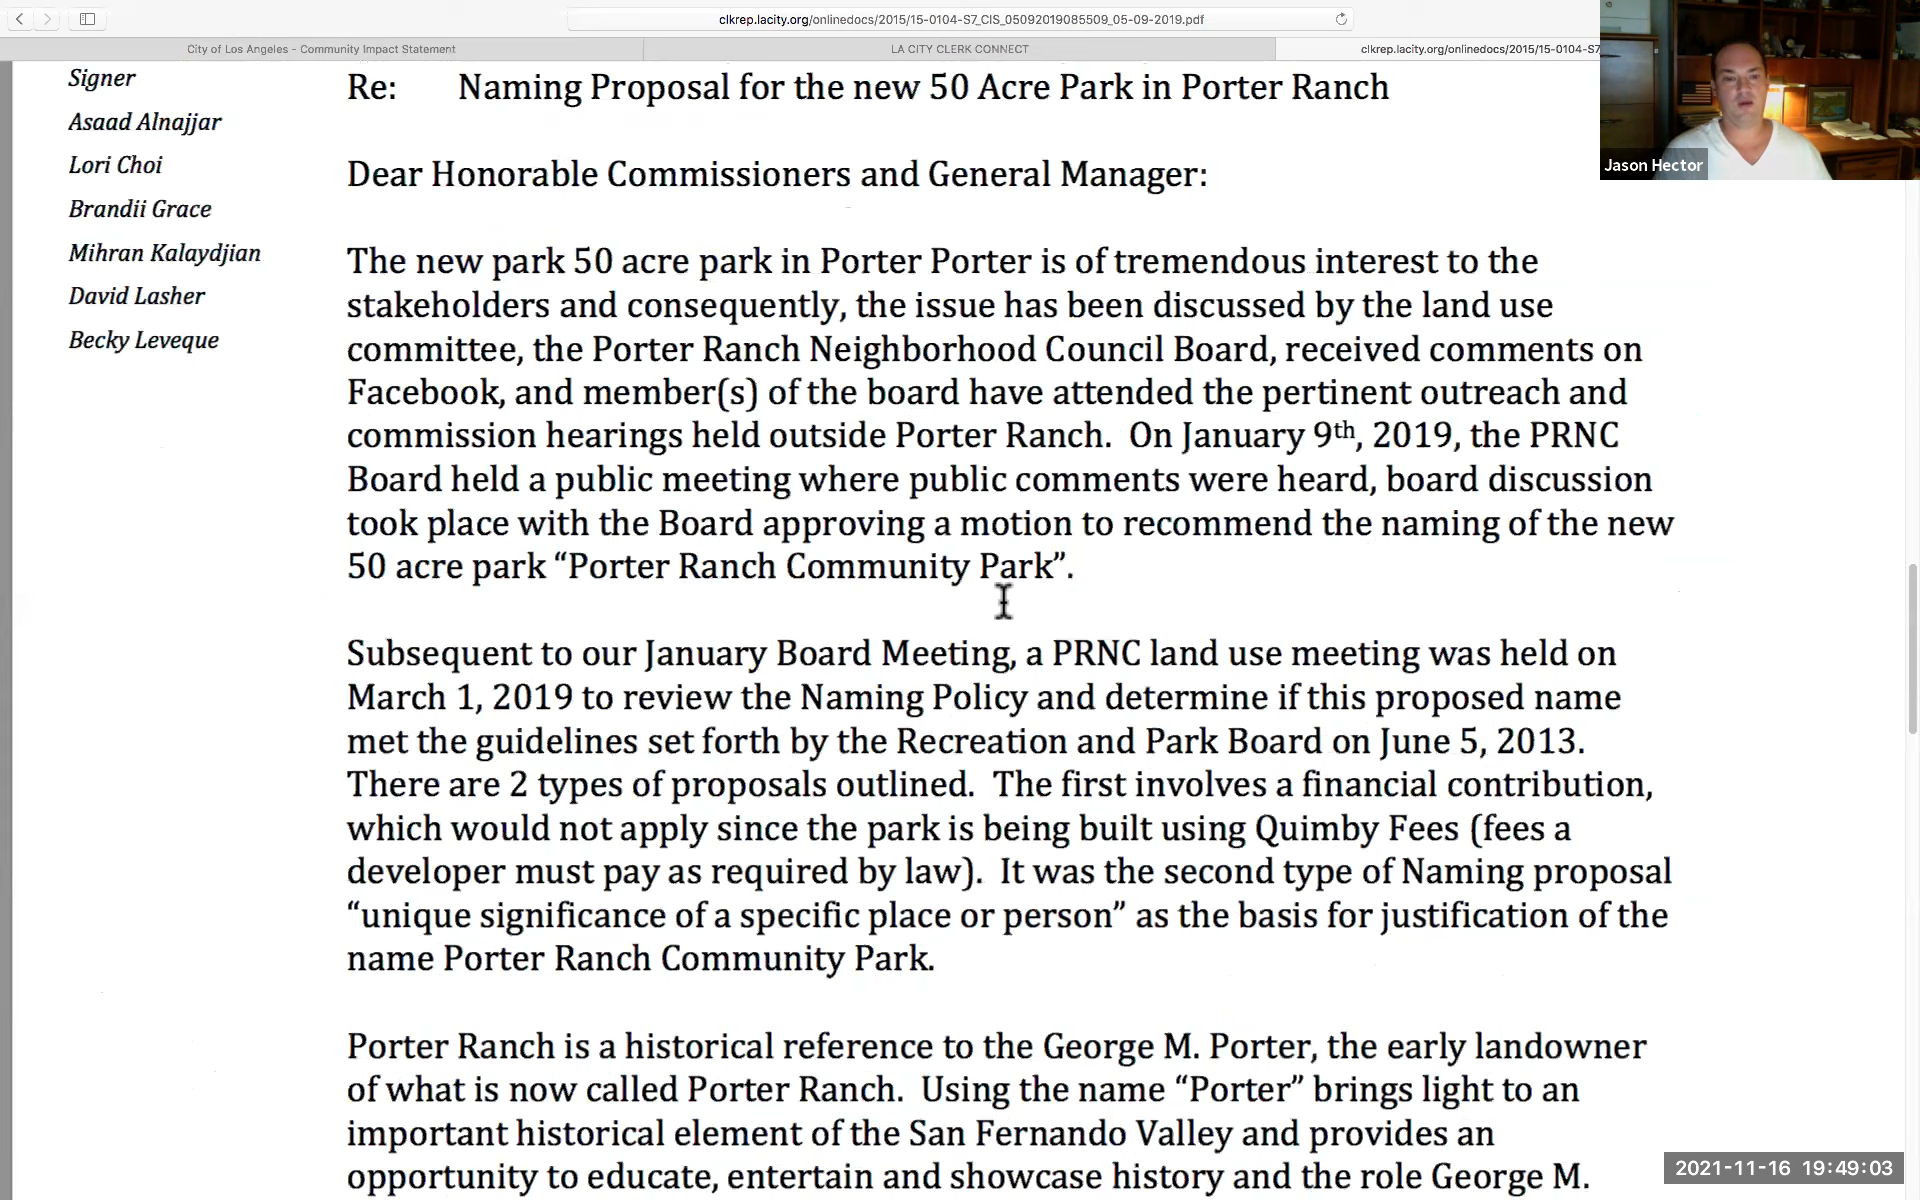 clkrep.lacity.org/onlinedocs/2015/15-0104-S7_CIS_05092019085509_05-09-2019.pdf
City of Los Angeles - Community Impact Statement
LA CITY CLERK CONNECT
clkrep.lacity.org/onlinedocs/2015/15-0104-S7
Jason Hector
Signer
Asaad Alnajjar
Lori Choi
Brandii Grace
Mihran Kalaydjian
David Lasher
Becky Leveque
Re: Naming Proposal for the new 50 Acre Park in Porter Ranch
Dear Honorable Commissioners and General Manager:
The new park 50 acre park in Porter Porter is of tremendous interest to the
stakeholders and consequently, the issue has been discussed by the land use
committee, the Porter Ranch Neighborhood Council Board, received comments on
Facebook, and member(s) of the board have attended the pertinent outreach and
commission hearings held outside Porter Ranch. On January 9th, 2019, the PRNC
Board held a public meeting where public comments were heard, board discussion
took place with the Board approving a motion to recommend the naming of the new
50 acre park “Porter Ranch Community Park”.
Subsequent to our January Board Meeting, a PRNC land use meeting was held on
March 1, 2019 to review the Naming Policy and determine if this proposed name
met the guidelines set forth by the Recreation and Park Board on June 5, 2013.
There are 2 types of proposals outlined. The first involves a financial contribution,
which would not apply since the park is being built using Quimby Fees (fees a
developer must pay as required by law). It was the second type of Naming proposal
“unique significance of a specific place or person” as the basis for justification of the
name Porter Ranch Community Park.
Porter Ranch is a historical reference to the George M. Porter, the early landowner
of what is now called Porter Ranch. Using the name “Porter” brings light to an
important historical element of the San Fernando Valley and provides an
opportunity to educate, entertain and showcase history and the role George M.
2021-11-16 19:49:03